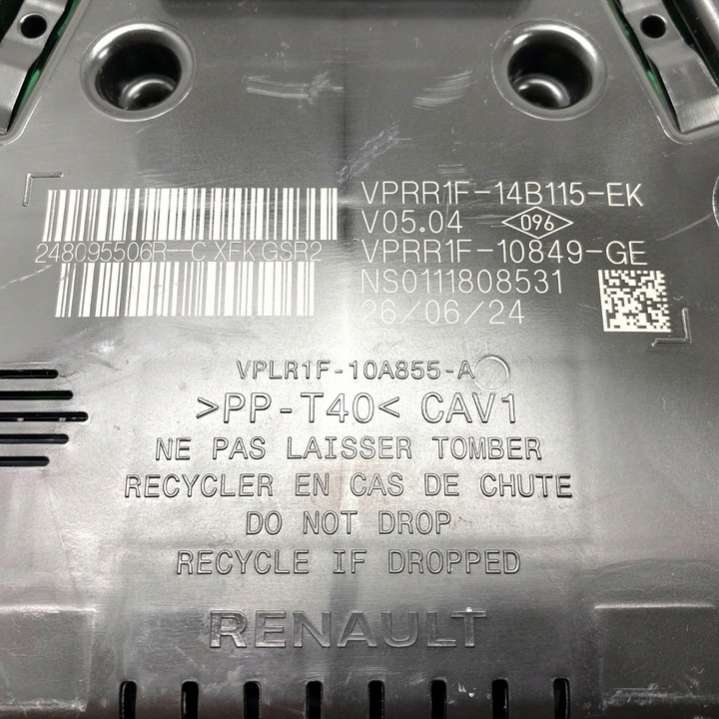 VPRR1F-14B115-EK
V05.04 096
248095506R--C XFK GSR2
VPRR1F-10849-GE
NS0111808531
26/06/24
VPLR1F-10A855-A
>PP-T40< CAV1
NE PAS LAISSER TOMBER
RECYCLER EN CAS DE CHUTE
DO NOT DROP
RECYCLE IF DROPPED
RENAULT